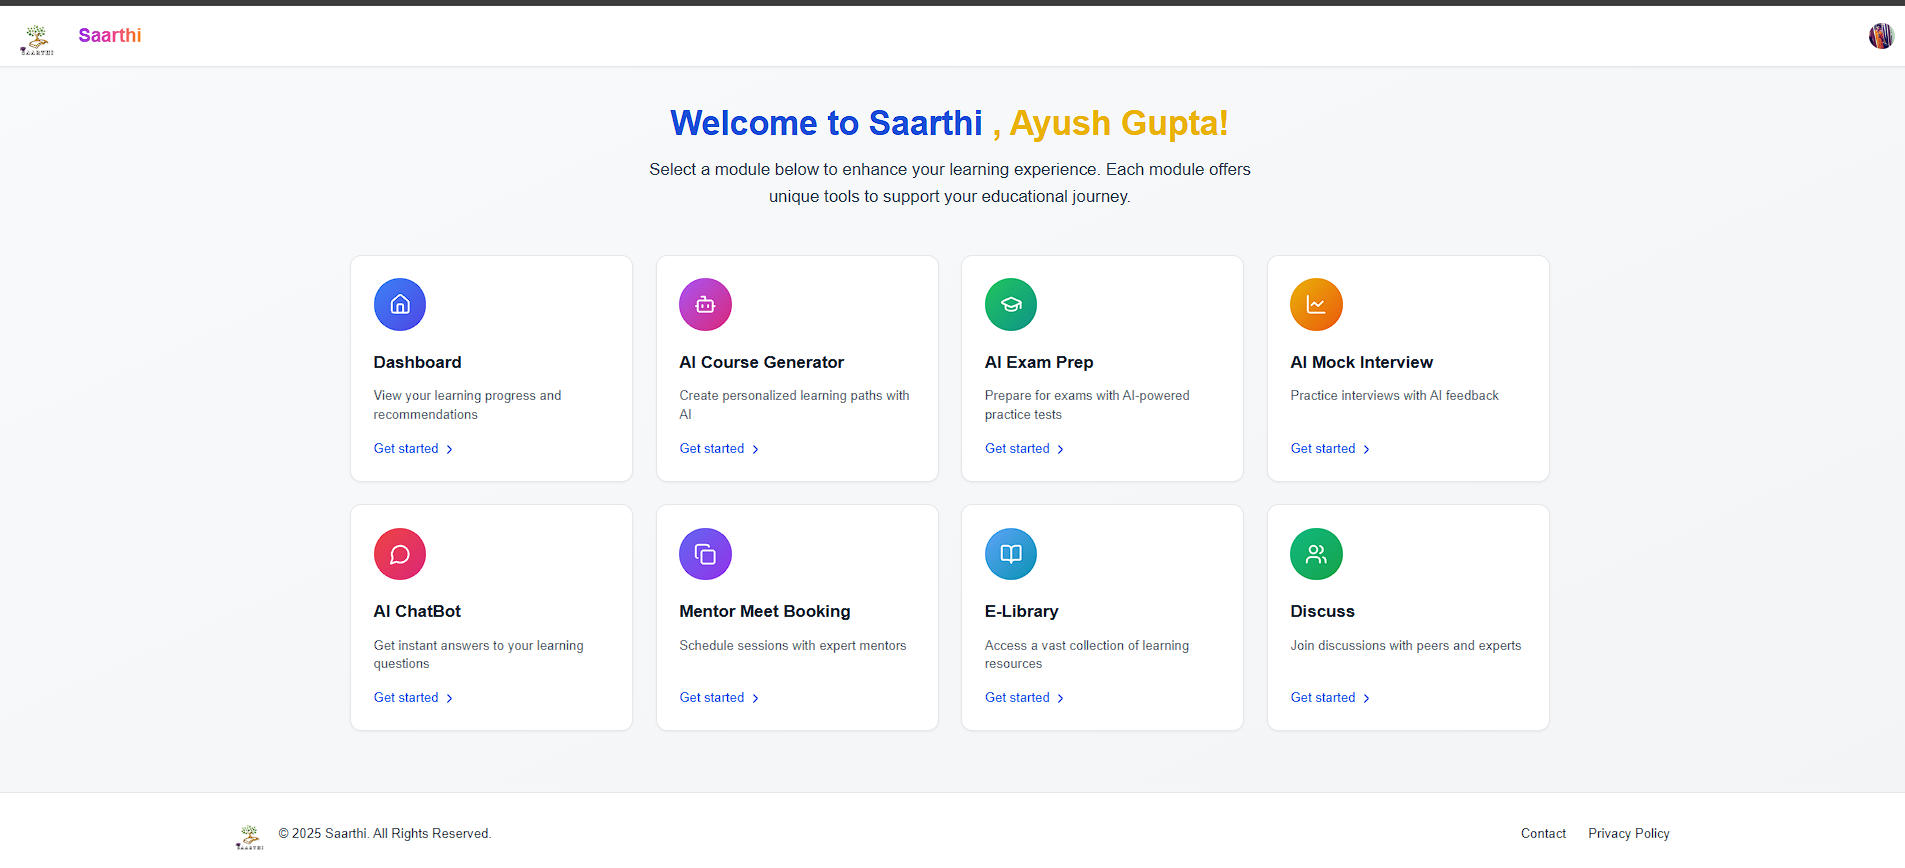 SAARTHI
Saarthi
Welcome to Saarthi , Ayush Gupta!
Select a module below to enhance your learning experience. Each module offers
unique tools to support your educational journey.
Dashboard
View your learning progress and
recommendations
Get started
AI Course Generator
Create personalized learning paths with
AI
Get started
AI Exam Prep
Prepare for exams with AI-powered
practice tests
Get started
AI Mock Interview
Practice interviews with AI feedback
Get started
AI ChatBot
Get instant answers to your learning
questions
Get started
Mentor Meet Booking
Schedule sessions with expert mentors
Get started
E-Library
Access a vast collection of learning
resources
Get started
Discuss
Join discussions with peers and experts
Get started
SAARTHI
© 2025 Saarthi. All Rights Reserved.
Contact
Privacy Policy